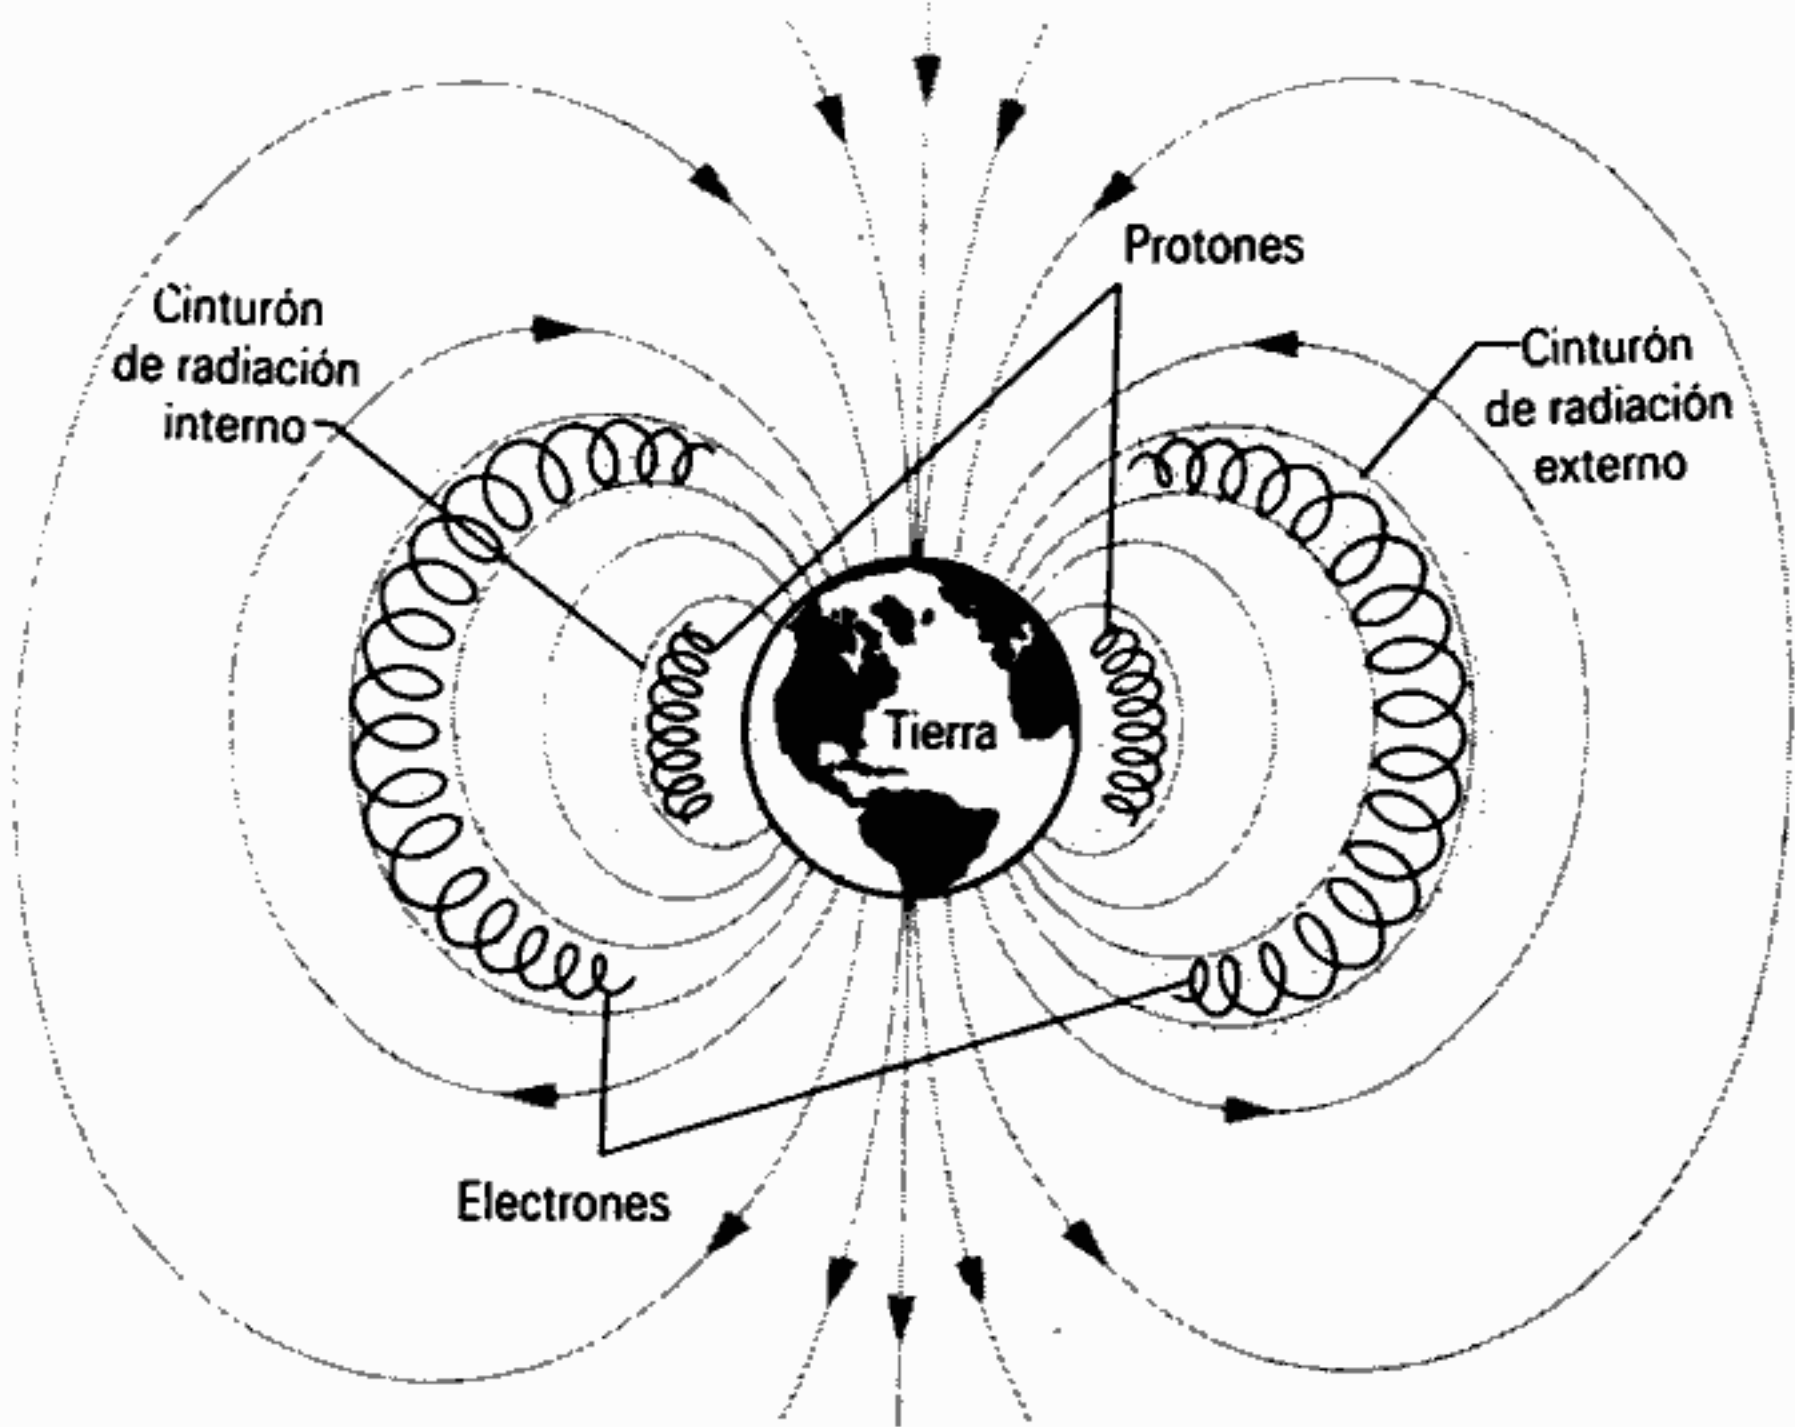 Protones
Cinturón
de radiación
interno
Cinturón
de radiación
externo
Tierra
Electrones